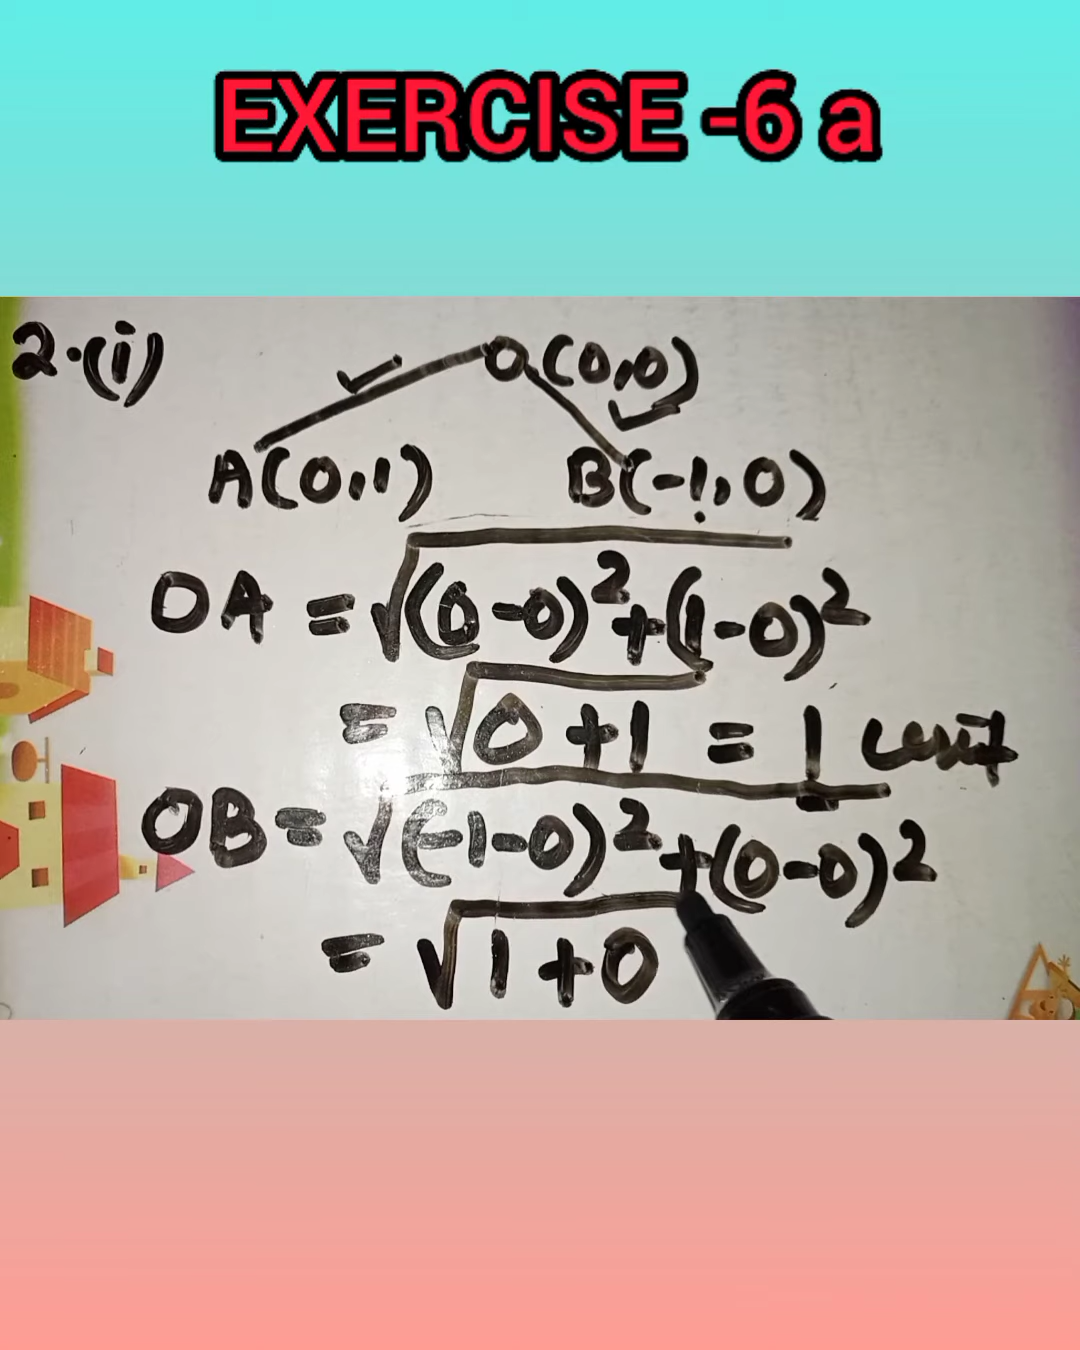 EXERCISE -6 a
2.(i)
O(0,0)
A(0,1) B(-1,0)
OA = √(0-0)²+(1-0)²
= √0+1 = 1 unit
OB = √(-1-0)²+(0-0)²
= √1+0